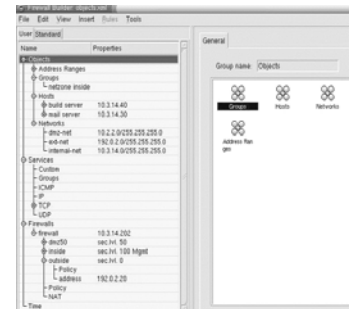 Firewall Builder: objects.xml
File Edit View Insert Rules Tools
User Standard
Name Properties
Objects
Address Ranges
Groups
netzone inside
Hosts
build server 10.3.14.40
mail server 10.3.14.30
Networks
dmz-net 10.2.2.0/255.255.255.0
ext-net 192.0.2.0/255.255.255.0
internal-net 10.3.14.0/255.255.255.0
Services
Custom
Groups
ICMP
IP
TCP
UDP
Firewalls
firewall 10.3.14.202
dmz50 sec.lvl. 50
inside sec.lvl. 100 Mgmt
outside sec.lvl. 0
Policy
address 192.0.2.20
Policy
NAT
Time
General
Group name: Objects
Groups Hosts Networks
Address Ran
ges